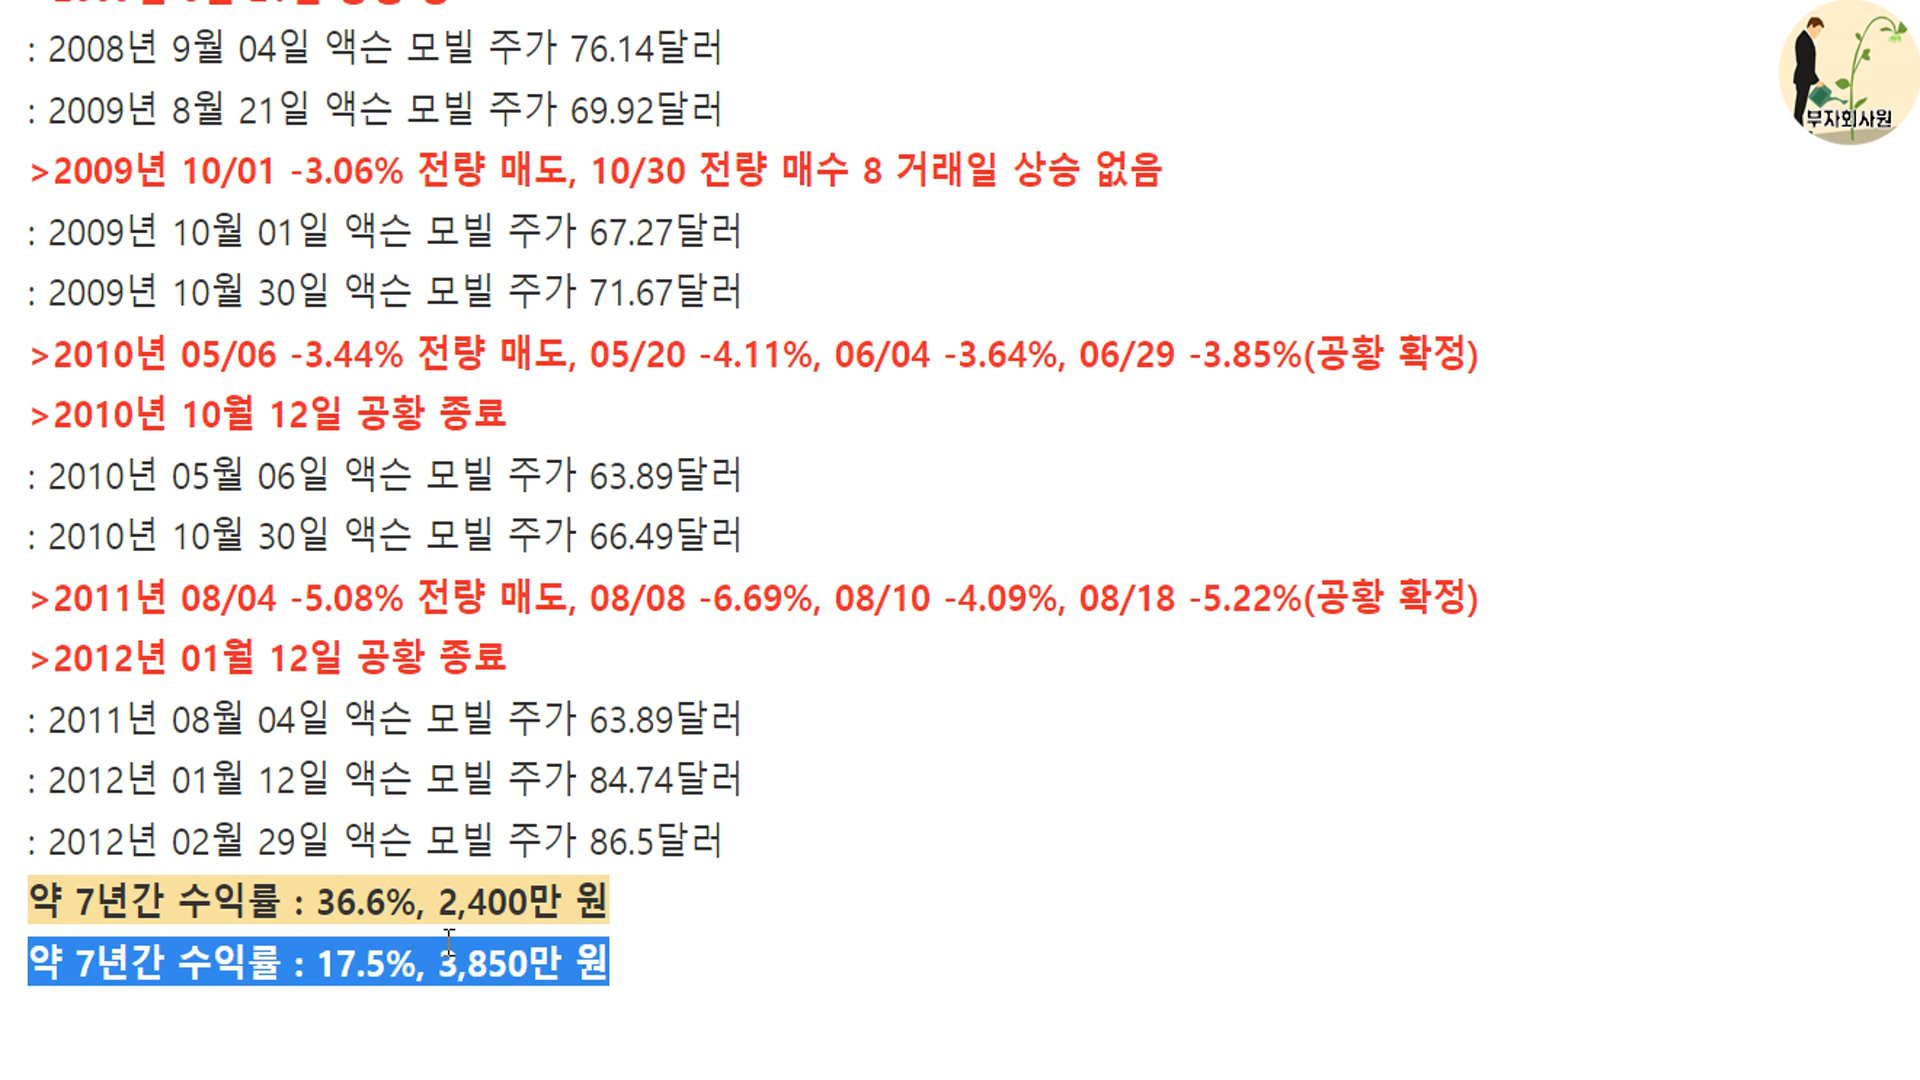 : 2008년 9월 04일 액슨 모빌 주가 76.14달러
: 2009년 8월 21일 액슨 모빌 주가 69.92달러
>2009년 10/01 -3.06% 전량 매도, 10/30 전량 매수 8 거래일 상승 없음
: 2009년 10월 01일 액슨 모빌 주가 67.27달러
: 2009년 10월 30일 액슨 모빌 주가 71.67달러
>2010년 05/06 -3.44% 전량 매도, 05/20 -4.11%, 06/04 -3.64%, 06/29 -3.85%(공황 확정)
>2010년 10월 12일 공황 종료
: 2010년 05월 06일 액슨 모빌 주가 63.89달러
: 2010년 10월 30일 액슨 모빌 주가 66.49달러
>2011년 08/04 -5.08% 전량 매도, 08/08 -6.69%, 08/10 -4.09%, 08/18 -5.22%(공황 확정)
>2012년 01월 12일 공황 종료
: 2011년 08월 04일 액슨 모빌 주가 63.89달러
: 2012년 01월 12일 액슨 모빌 주가 84.74달러
: 2012년 02월 29일 액슨 모빌 주가 86.5달러
약 7년간 수익률 : 36.6%, 2,400만 원
약 7년간 수익률 : 17.5%, 3,850만 원
부자회사원